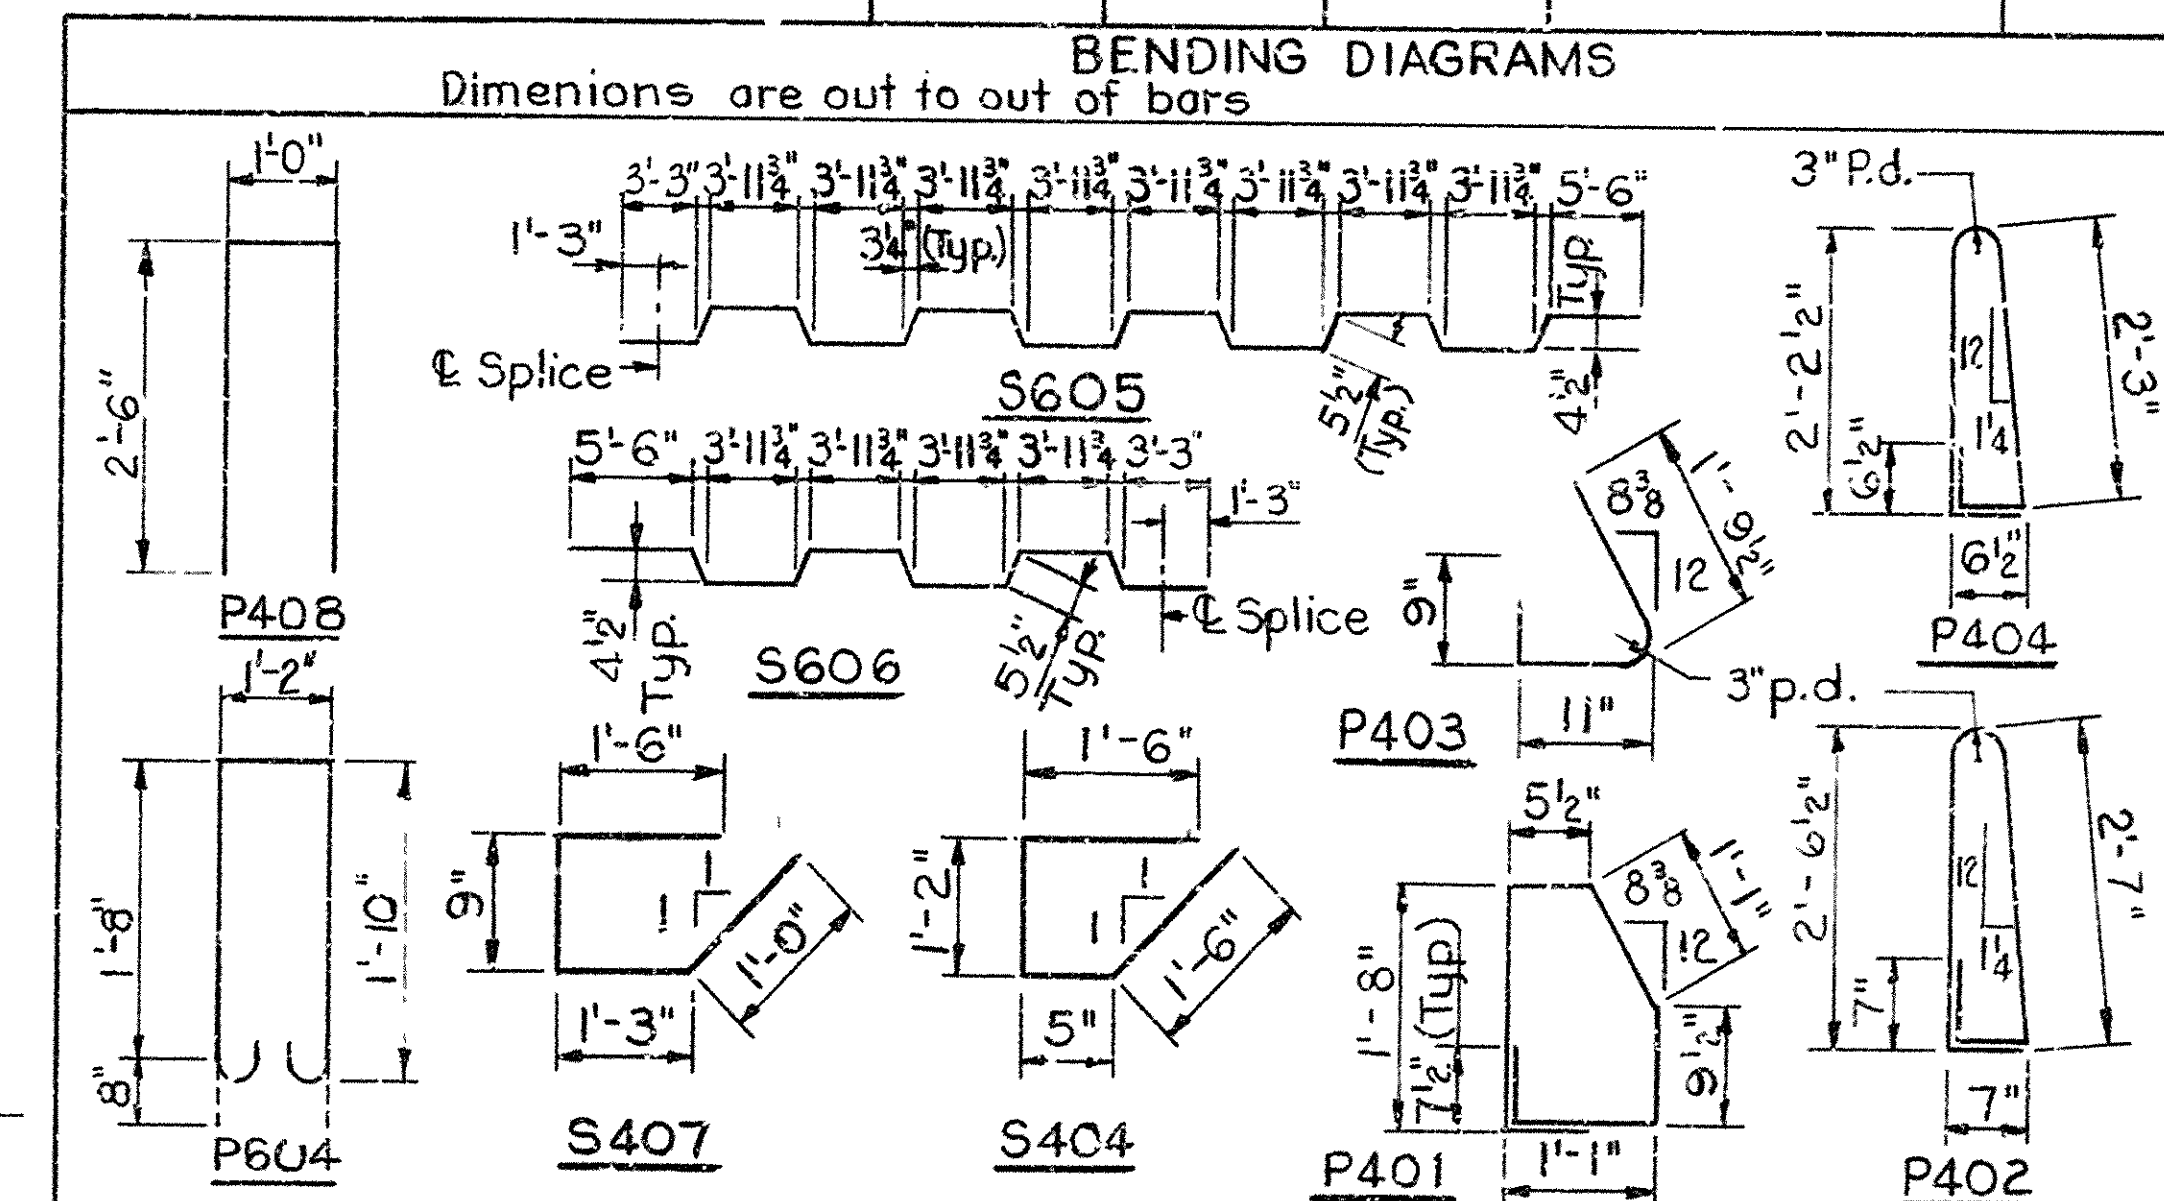 BENDING DIAGRAMS
Dimenions are out to out of bars
1'-0"
2'-6"
P408
3'-3" 3'-11¾" 3'-11¾" 3'-11¾" 3'-11¾" 3'-11¾" 3'-11¾" 3'-11¾" 3'-11¾" 5'-6"
1'-3"
3¼" (Typ.)
Typ.
℄ Splice
S605
5½"
(Typ.)
4½"
5'-6" 3'-11¾" 3'-11¾" 3'-11¾" 3'-11¾ 3'-3"
1'-3"
4½"
Typ.
S606
5½"
Typ.
℄ Splice
8⅜
12
1'-9½"
9"
11"
3" p.d.
P403
3" P.d.
2'-2½"
2'-3"
12
1¼
6½"
6½"
P404
1'-2"
1'-8"
1'-10"
8"
P604
1'-6"
9"
1
1
1'-0"
1'-3"
S407
1'-6"
1'-2"
1
1
1'-6"
5"
S404
5½"
8⅜
12
1'-1"
1'-8"
7½" (Typ)
9½"
1'-1"
P401
2'-6½"
2'-7"
12
1¼
7"
7"
P402